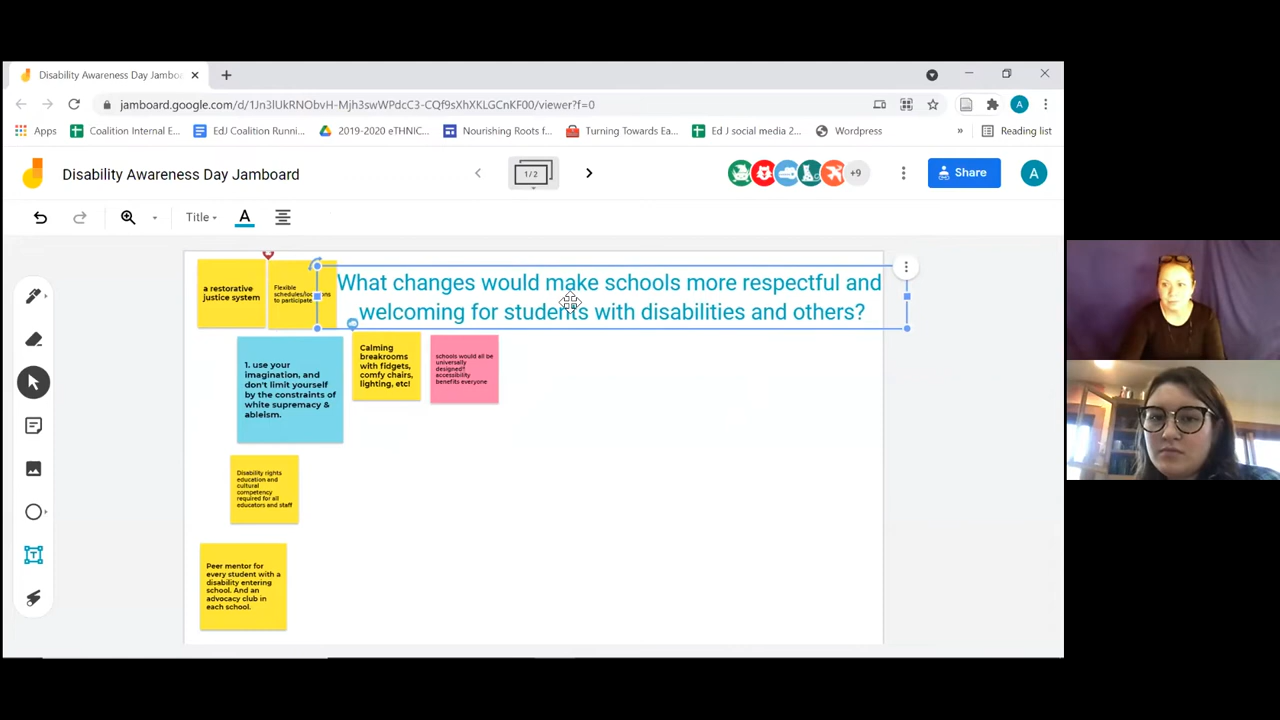 Disability Awareness Day Jambo
jamboard.google.com/d/1Jn3lUkRNObvH-Mjh3swWPdcC3-CQf9sXhXKLGCnKF00/viewer?f=0
Apps
Coalition Internal E...
EdJ Coalition Runni...
2019-2020 eTHNIC...
Nourishing Roots f...
Turning Towards Ea...
Ed J social media 2...
Wordpress
»
Reading list
Disability Awareness Day Jamboard
1/2
+9
Share
A
Title
A
What changes would make schools more respectful and
welcoming for students with disabilities and others?
a restorative
justice system
Flexible
to participate
1. use your
imagination, and
don't limit yourself
by the constraints of
white supremacy &
ableism.
Calming
breakrooms
with fidgets,
comfy chairs,
lighting, etc!
schools would all be
universally
designed!!
accessibility
benefits everyone
Disability rights
education and
cultural
competency
required for all
educators and staff
Peer mentor for
every student with a
disability entering
school. And an
advocacy club in
each school.